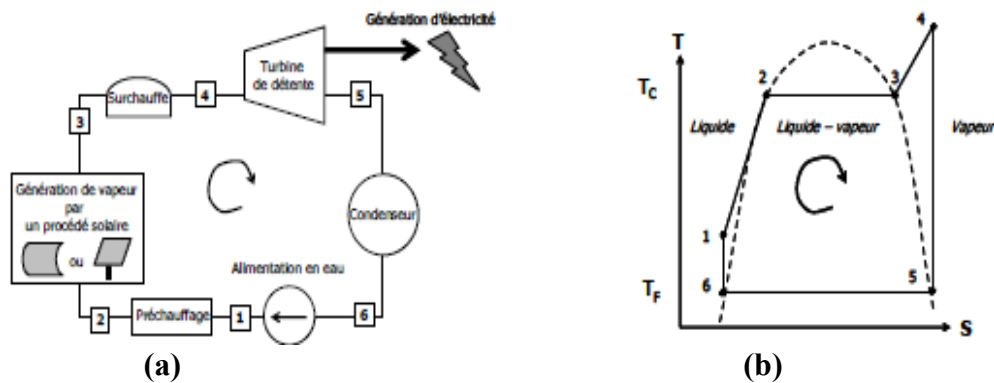 Génération d'électricité
Turbine
de détente
Surchauffe
4
5
3
Génération de vapeur
par
un procédé solaire
ou
Condenseur
Alimentation en eau
2
Préchauffage
1
6
(a)
T
4
T_C
2
3
Liquide
Liquide – vapeur
Vapeur
1
6
5
T_F
S
(b)